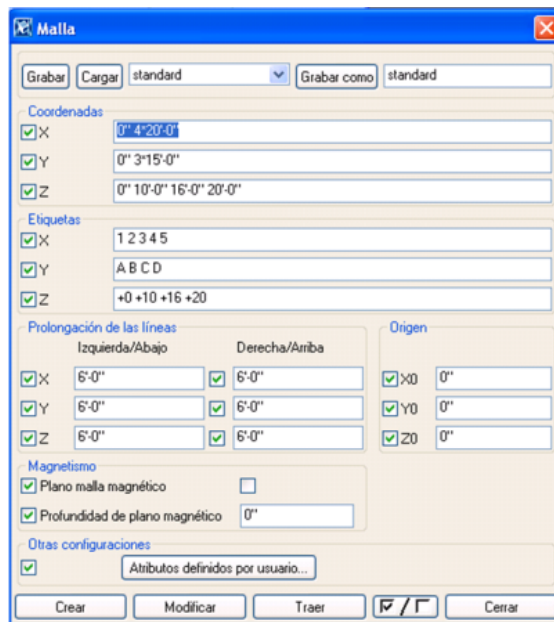 Malla
Grabar Cargar standard Grabar como standard
Coordenadas
X 0" 4*20'-0"
Y 0" 3*15'-0"
Z 0" 10'-0" 16'-0" 20'-0"
Etiquetas
X 1 2 3 4 5
Y A B C D
Z +0 +10 +16 +20
Prolongación de las líneas Origen
Izquierda/Abajo Derecha/Arriba
X 6'-0" 6'-0" X0 0"
Y 6'-0" 6'-0" Y0 0"
Z 6'-0" 6'-0" Z0 0"
Magnetismo
Plano malla magnético
Profundidad de plano magnético 0"
Otras configuraciones
Atributos definidos por usuario...
Crear Modificar Traer / Cerrar